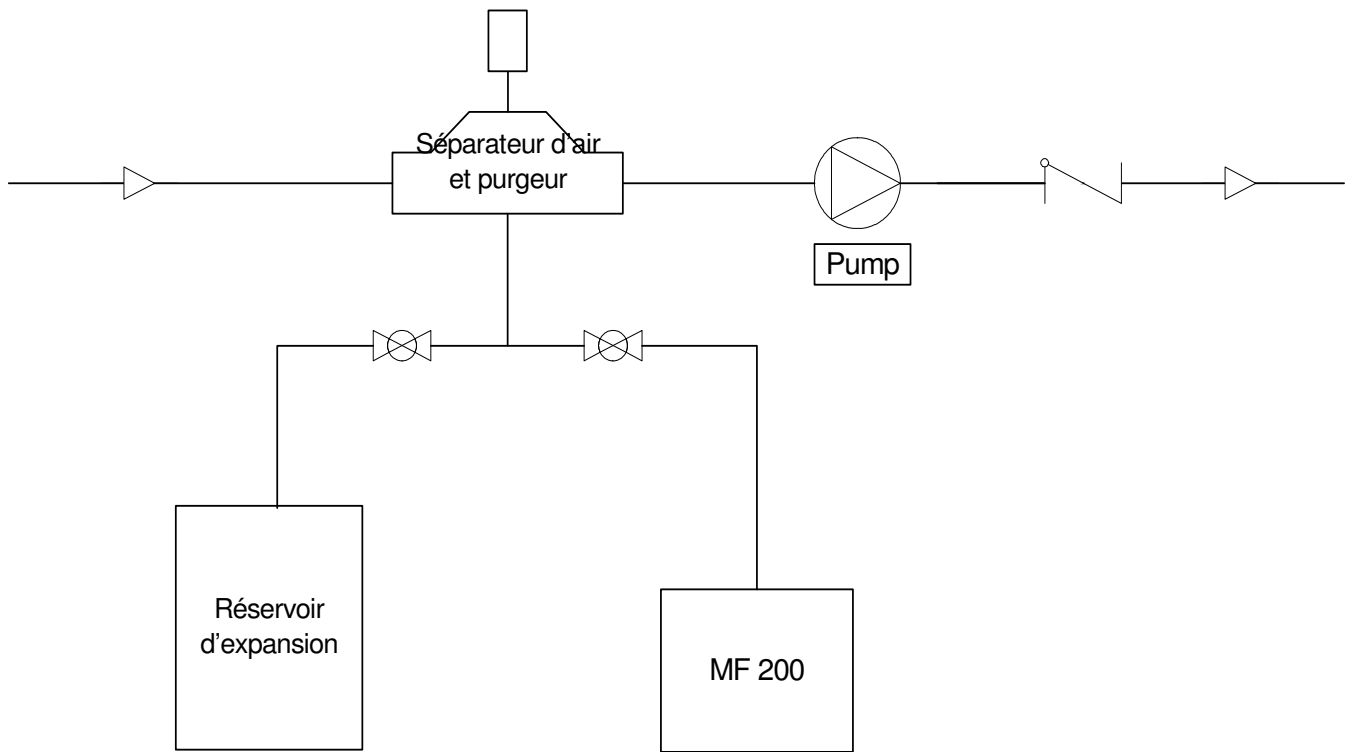 Séparateur d'air
et purgeur
Pump
Réservoir
d'expansion
MF 200